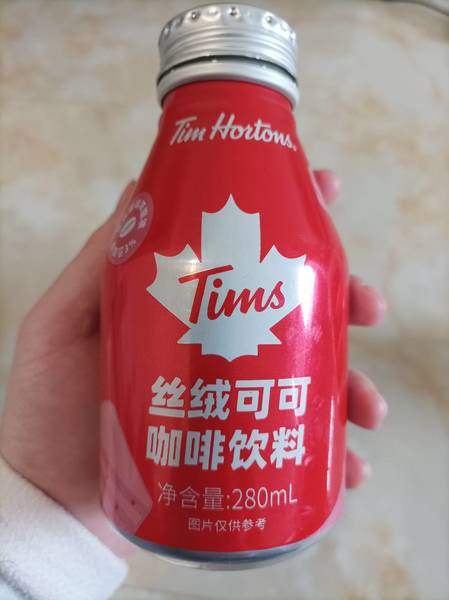 Tim Hortons
Tims
丝绒可可
咖啡饮料
净含量:280mL
图片仅供参考